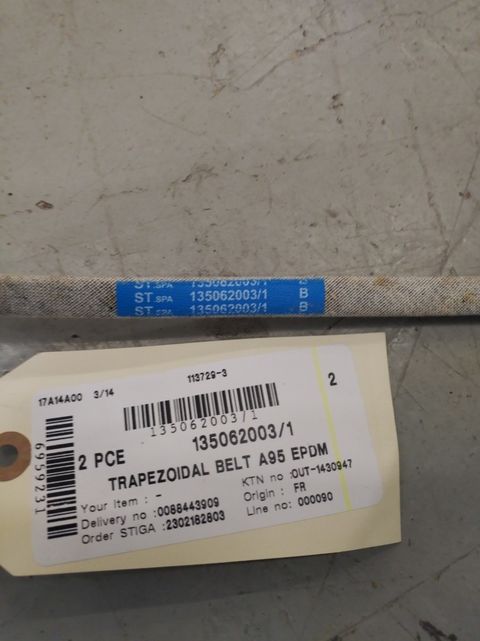 ST.SPA 135062003/1 B
ST.SPA 135062003/1 B
ST.SPA 135062003/1 B
17A14A00 3/14 113729-3 2
135062003/1
2 PCE 135062003/1
TRAPEZOIDAL BELT A95 EPDM
Your item : - KTN no :OUT-1430947
Delivery no :0088443909 Origin : FR
Order STIGA :2302182803 Line no: 000090
6959231